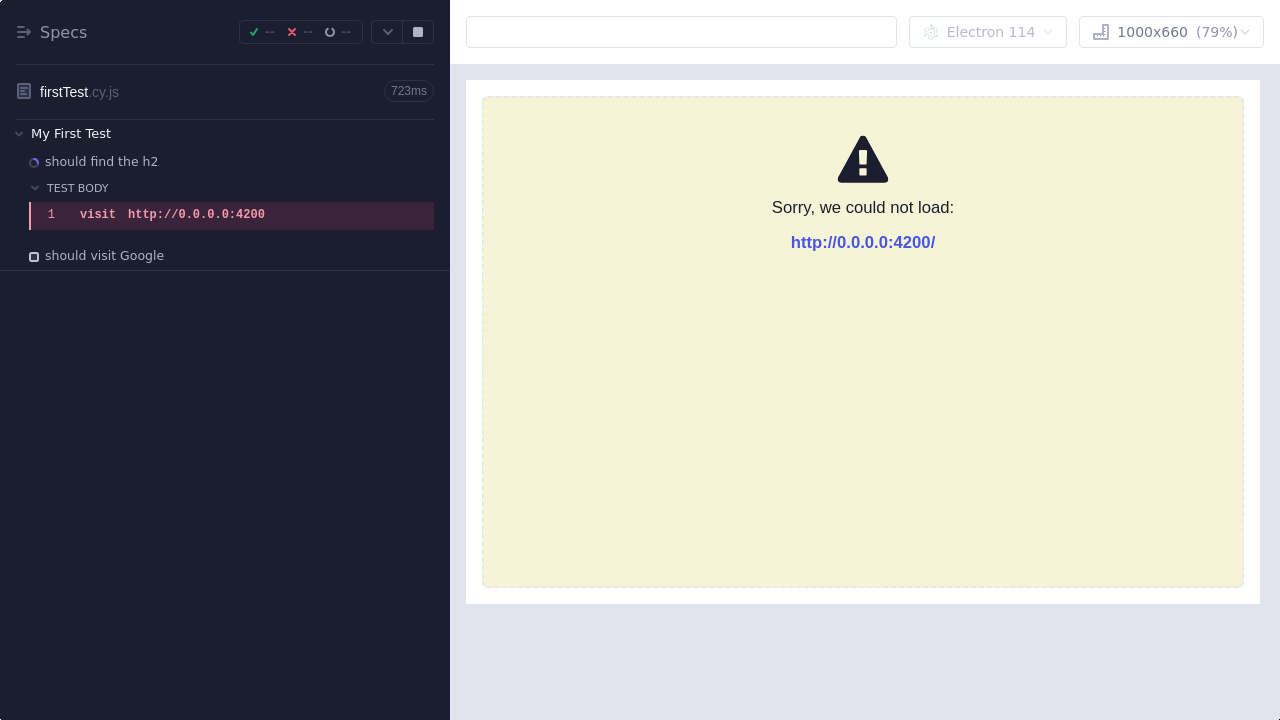 Specs -- -- --
firstTest.cy.js 723ms
My First Test
should find the h2
TEST BODY
1 visit http://0.0.0.0:4200
should visit Google
Electron 114 1000x660 (79%)
Sorry, we could not load:
http://0.0.0.0:4200/